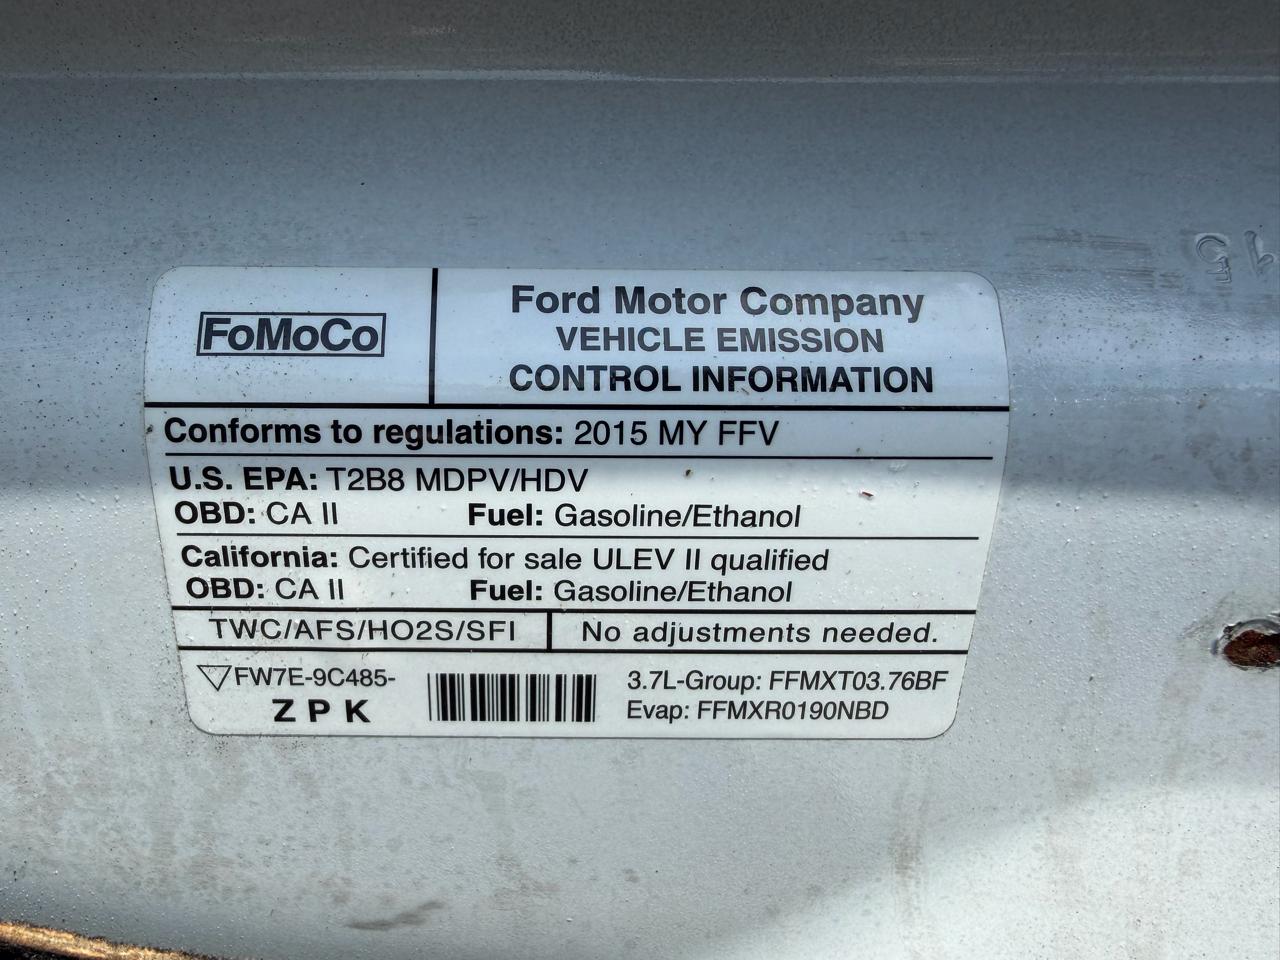 FoMoCo
Ford Motor Company
VEHICLE EMISSION
CONTROL INFORMATION
Conforms to regulations: 2015 MY FFV
U.S. EPA: T2B8 MDPV/HDV
OBD: CA II Fuel: Gasoline/Ethanol
California: Certified for sale ULEV II qualified
OBD: CA II Fuel: Gasoline/Ethanol
TWC/AFS/HO2S/SFI No adjustments needed.
FW7E-9C485-
Z P K
3.7L-Group: FFMXT03.76BF
Evap: FFMXR0190NBD